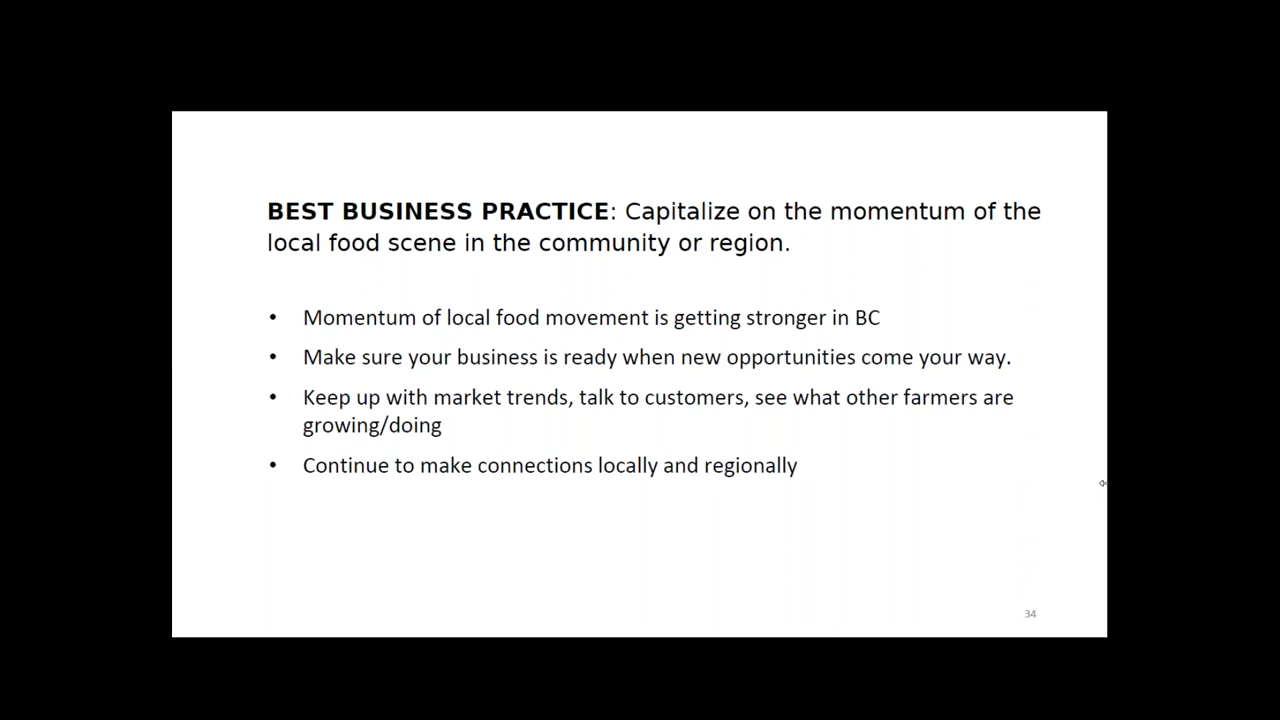 BEST BUSINESS PRACTICE: Capitalize on the momentum of the
local food scene in the community or region.
• Momentum of local food movement is getting stronger in BC
• Make sure your business is ready when new opportunities come your way.
• Keep up with market trends, talk to customers, see what other farmers are
growing/doing
• Continue to make connections locally and regionally
34